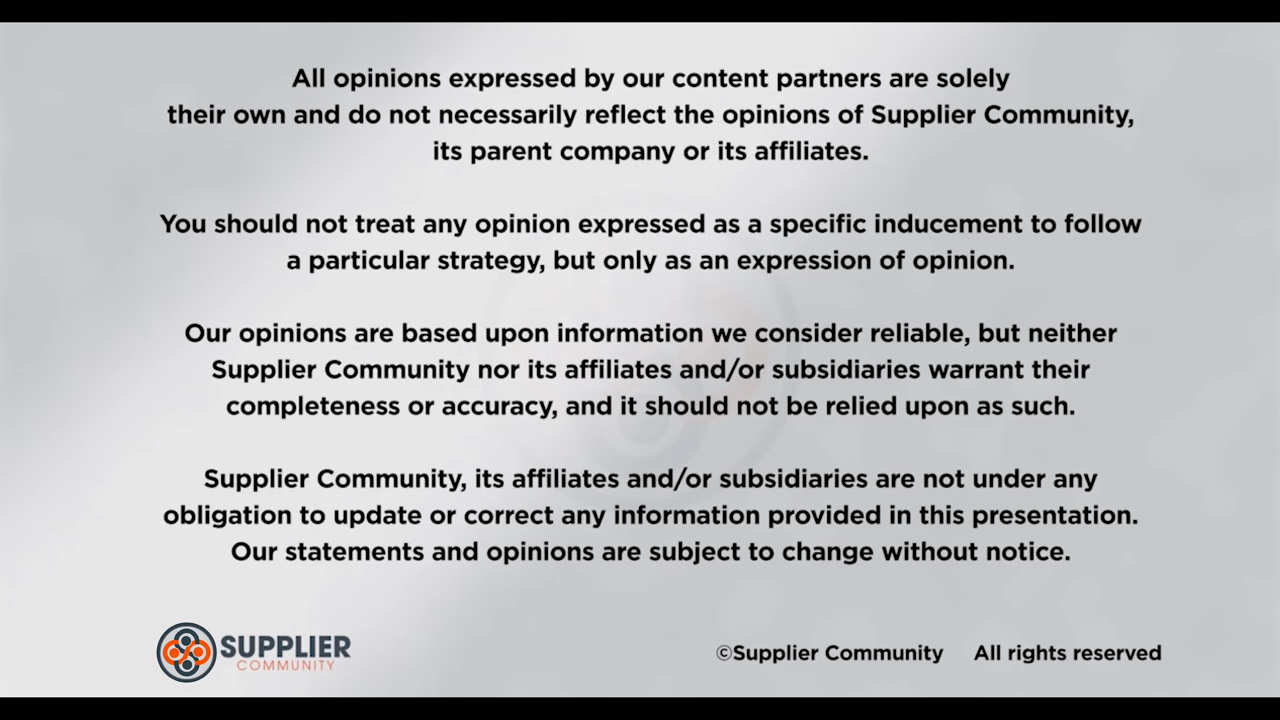 All opinions expressed by our content partners are solely
their own and do not necessarily reflect the opinions of Supplier Community,
its parent company or its affiliates.
You should not treat any opinion expressed as a specific inducement to follow
a particular strategy, but only as an expression of opinion.
Our opinions are based upon information we consider reliable, but neither
Supplier Community nor its affiliates and/or subsidiaries warrant their
completeness or accuracy, and it should not be relied upon as such.
Supplier Community, its affiliates and/or subsidiaries are not under any
obligation to update or correct any information provided in this presentation.
Our statements and opinions are subject to change without notice.
SUPPLIER
COMMUNITY
©Supplier Community All rights reserved